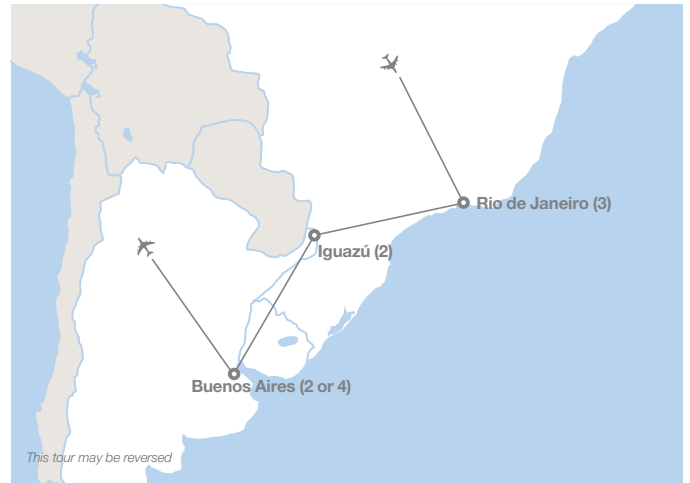 Rio de Janeiro (3)
Iguazú (2)
Buenos Aires (2 or 4)
This tour may be reversed